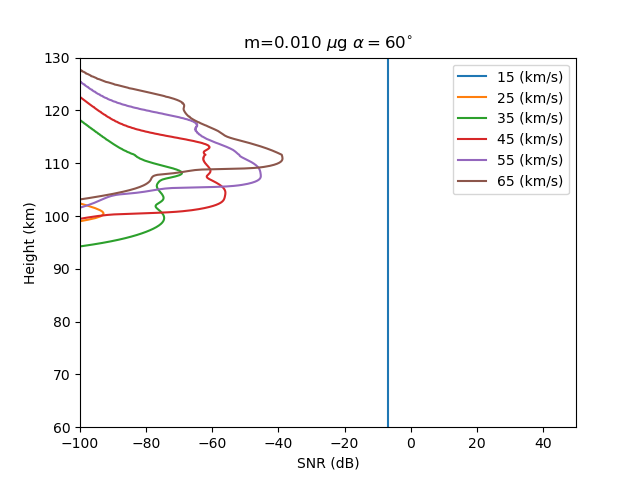 m=0.010 μg α = 60°
130
120
110
100
90
80
70
60
Height (km)
−100 −80 −60 −40 −20 0 20 40
SNR (dB)
15 (km/s)
25 (km/s)
35 (km/s)
45 (km/s)
55 (km/s)
65 (km/s)